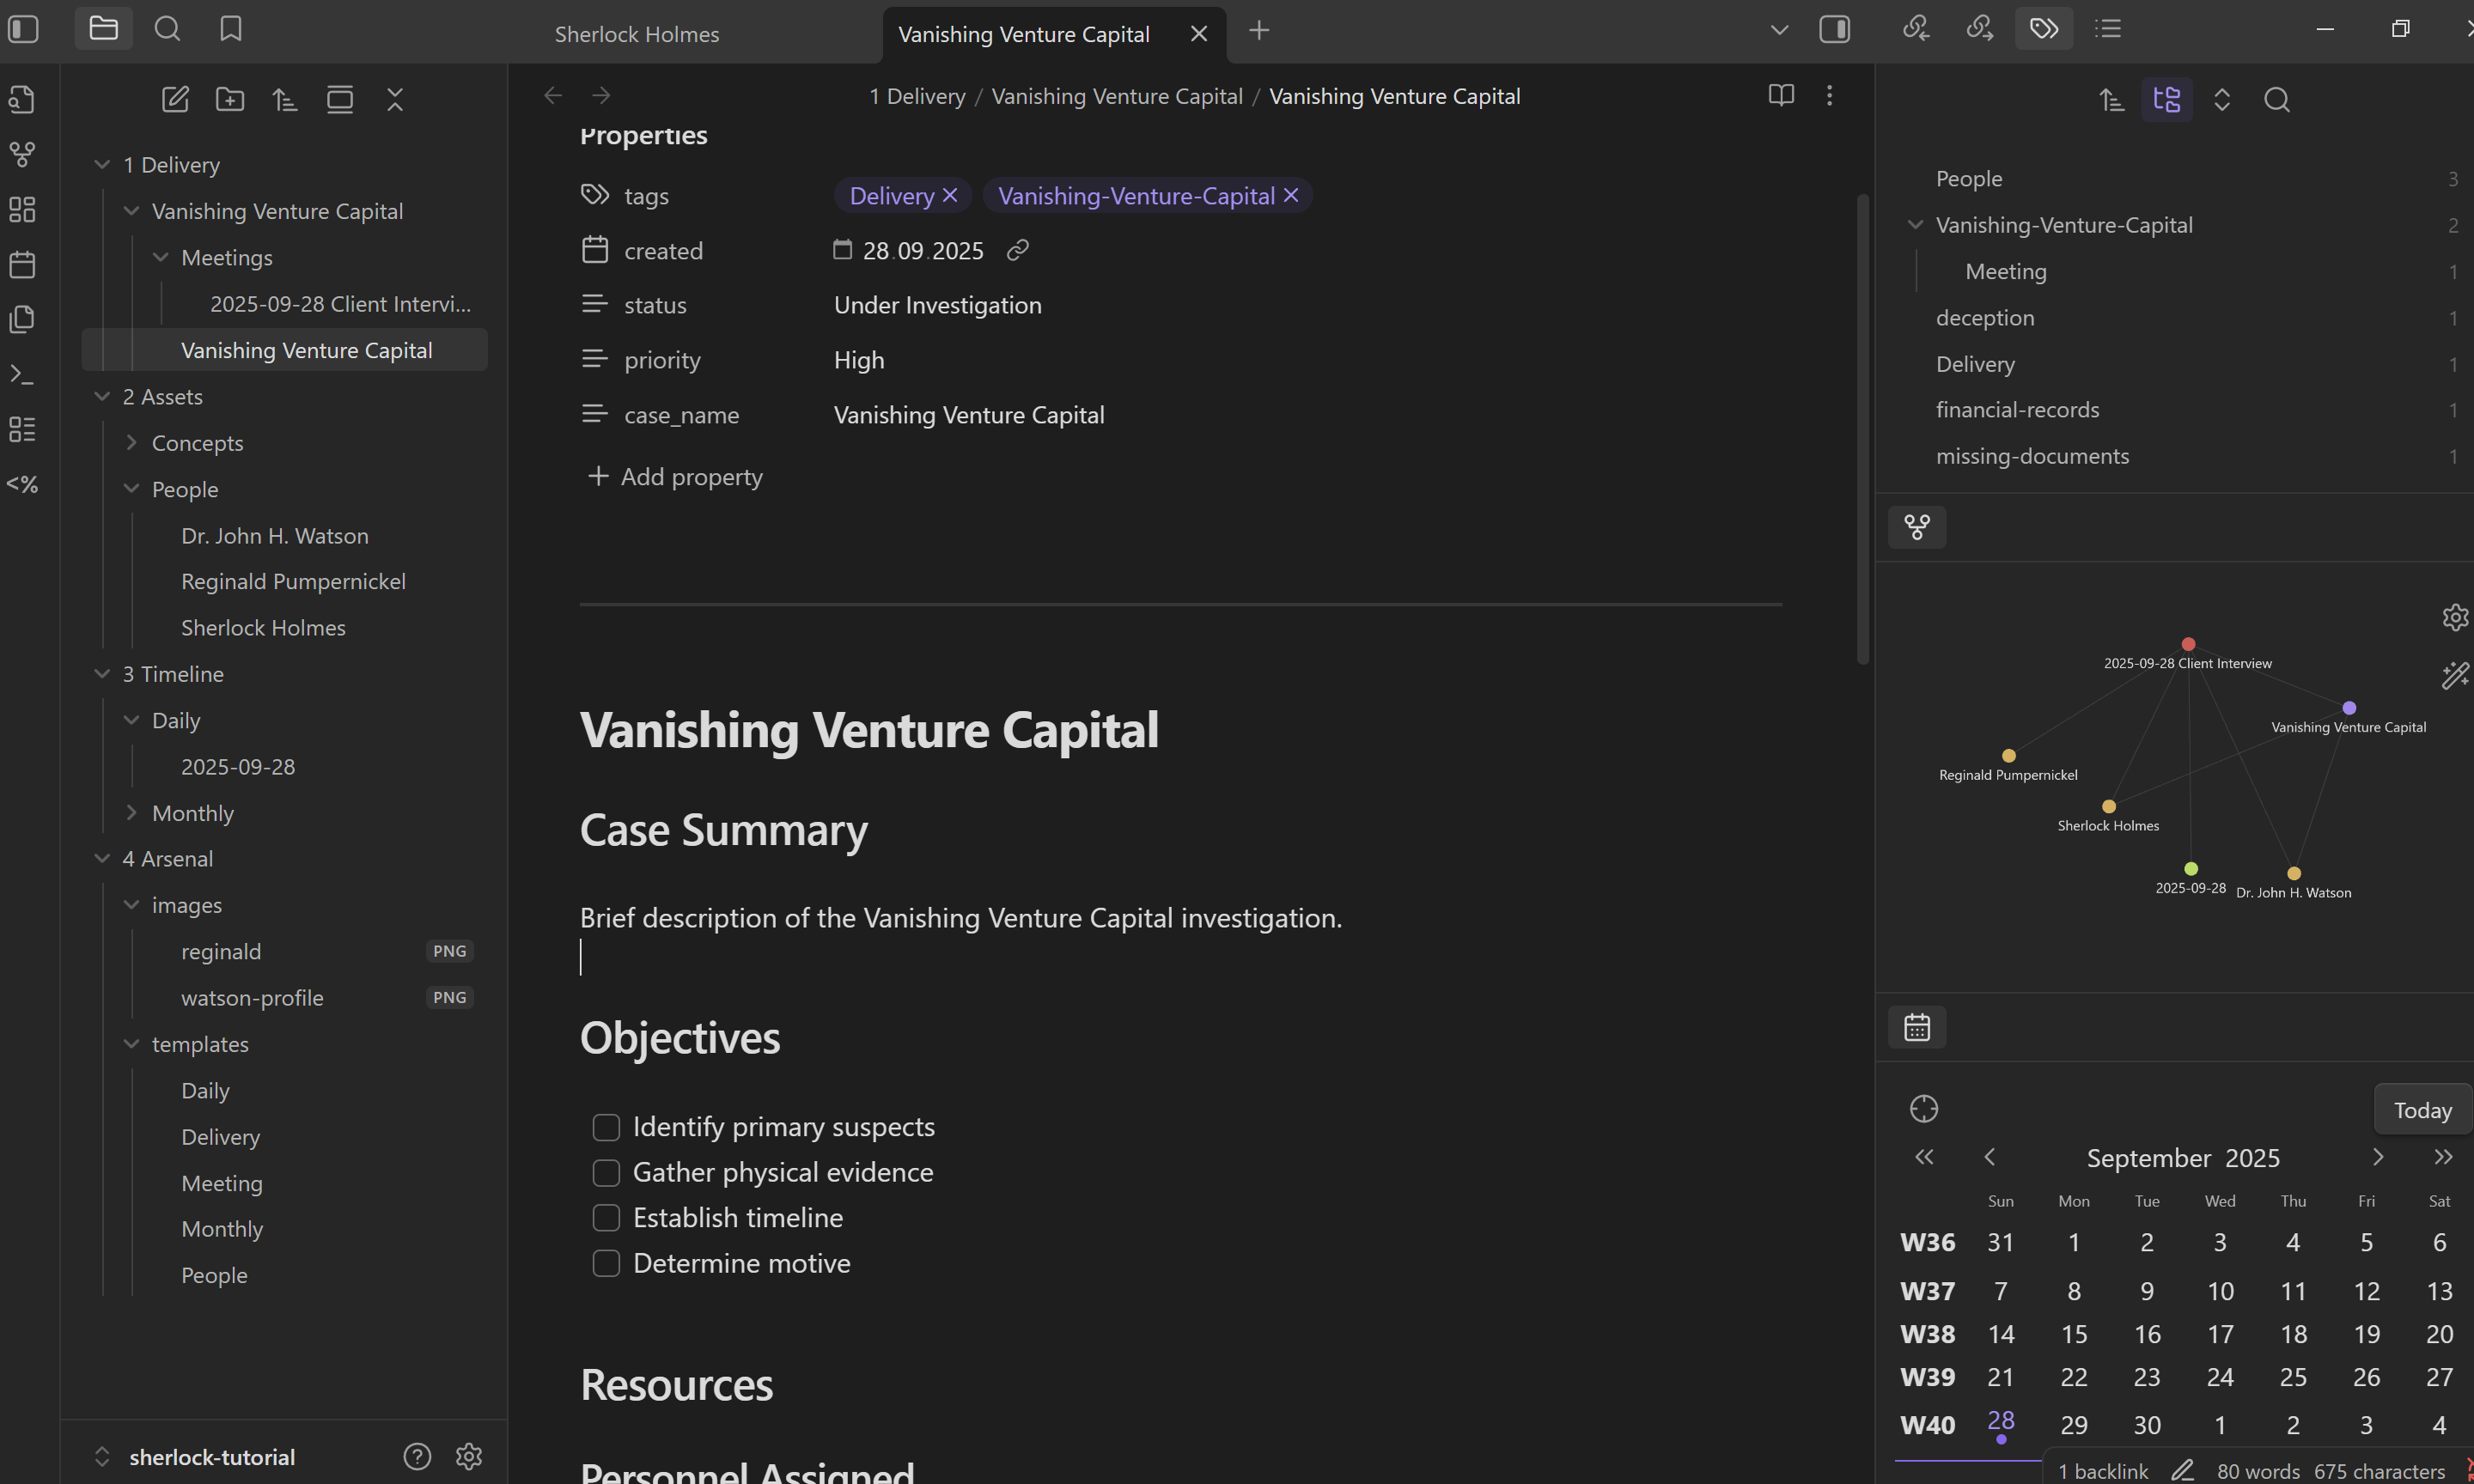 Sherlock Holmes
Vanishing Venture Capital
1 Delivery
Vanishing Venture Capital
Meetings
2025-09-28 Client Intervi...
Vanishing Venture Capital
2 Assets
Concepts
People
Dr. John H. Watson
Reginald Pumpernickel
Sherlock Holmes
3 Timeline
Daily
2025-09-28
Monthly
4 Arsenal
images
reginald PNG
watson-profile PNG
templates
Daily
Delivery
Meeting
Monthly
People
sherlock-tutorial
1 Delivery / Vanishing Venture Capital / Vanishing Venture Capital
Properties
tags Delivery Vanishing-Venture-Capital
created 28.09.2025
status Under Investigation
priority High
case_name Vanishing Venture Capital
Add property
Vanishing Venture Capital
Case Summary
Brief description of the Vanishing Venture Capital investigation.
Objectives
Identify primary suspects
Gather physical evidence
Establish timeline
Determine motive
Resources
Personnel Assigned
People 3
Vanishing-Venture-Capital 2
Meeting 1
deception 1
Delivery 1
financial-records 1
missing-documents 1
2025-09-28 Client Interview
Vanishing Venture Capital
Reginald Pumpernickel
Sherlock Holmes
2025-09-28
Dr. John H. Watson
Today
September 2025
Sun Mon Tue Wed Thu Fri Sat
W36 31 1 2 3 4 5 6
W37 7 8 9 10 11 12 13
W38 14 15 16 17 18 19 20
W39 21 22 23 24 25 26 27
W40 28 29 30 1 2 3 4
1 backlink 80 words 675 characters